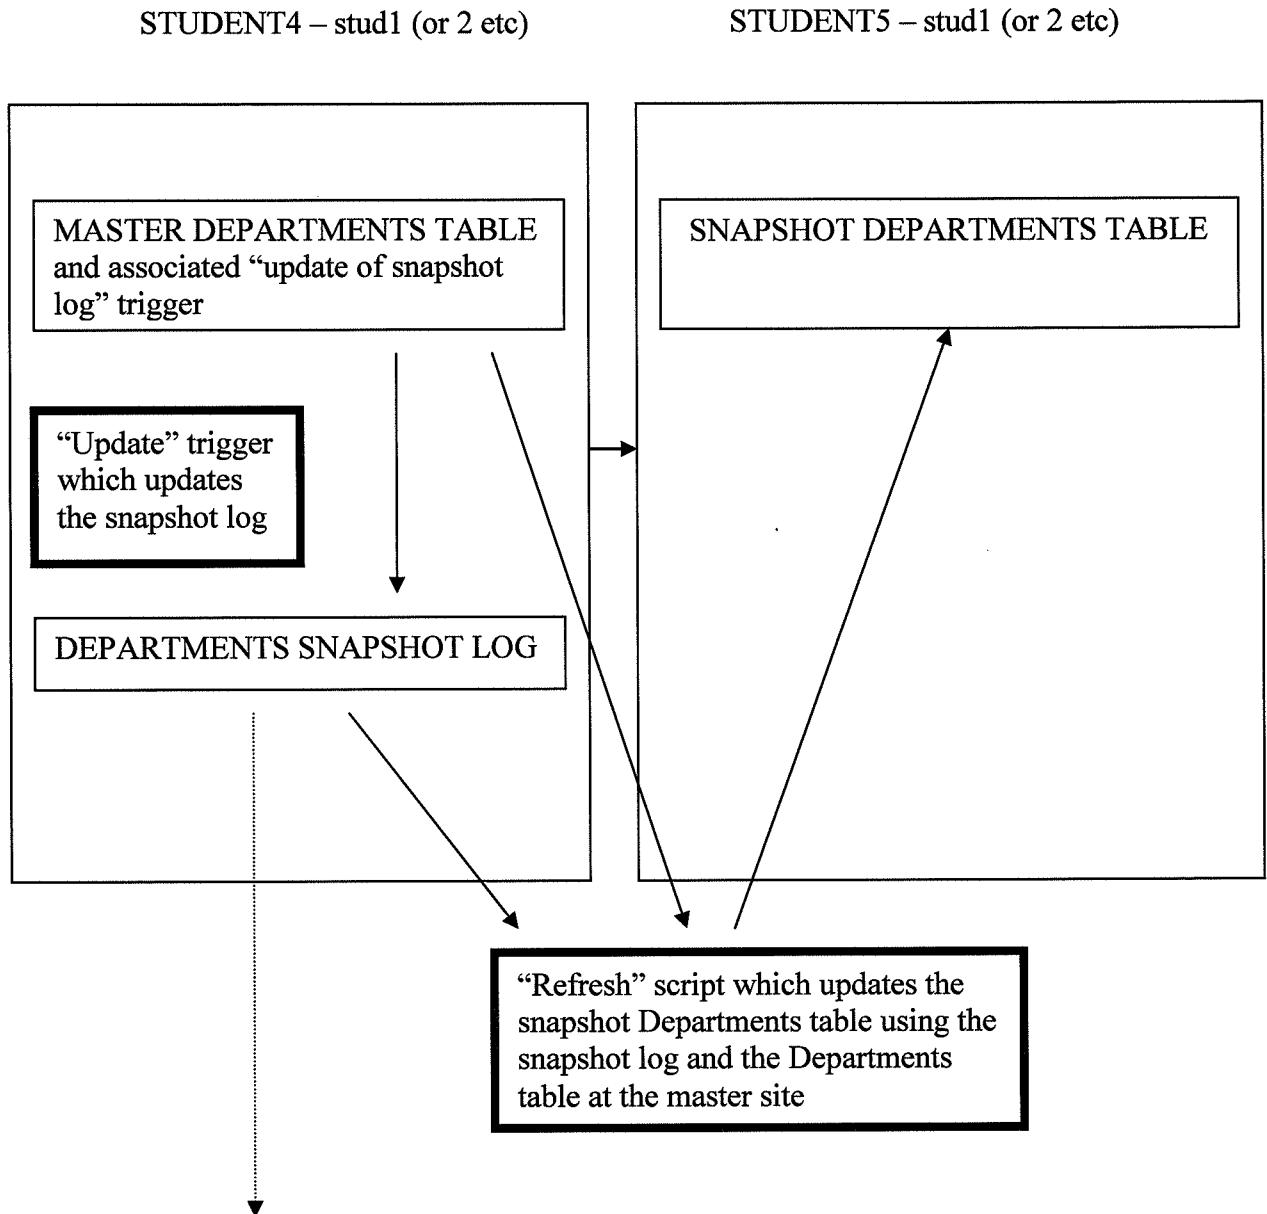 STUDENT4 – stud1 (or 2 etc)
STUDENT5 – stud1 (or 2 etc)
MASTER DEPARTMENTS TABLE
and associated “update of snapshot
log” trigger
SNAPSHOT DEPARTMENTS TABLE
“Update” trigger
which updates
the snapshot log
DEPARTMENTS SNAPSHOT LOG
“Refresh” script which updates the
snapshot Departments table using the
snapshot log and the Departments
table at the master site